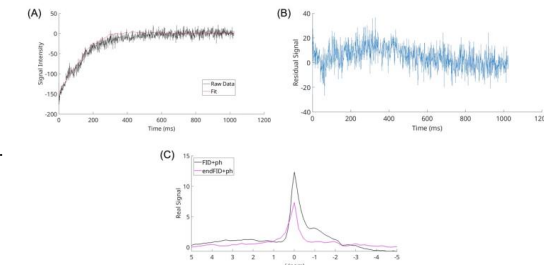 (A)
50
0
-50
-100
-150
-200
Signal Intensity
Raw Data
Fit
0 200 400 600 800 1000 1200
Time (ms)
(B)
40
20
0
-20
-40
Residual Signal
0 200 400 600 800 1000 1200
Time (ms)
(C)
15
10
5
0
Real Signal
FID+ph
endFID+ph
5 4 3 2 1 0 -1 -2 -3 -4 -5